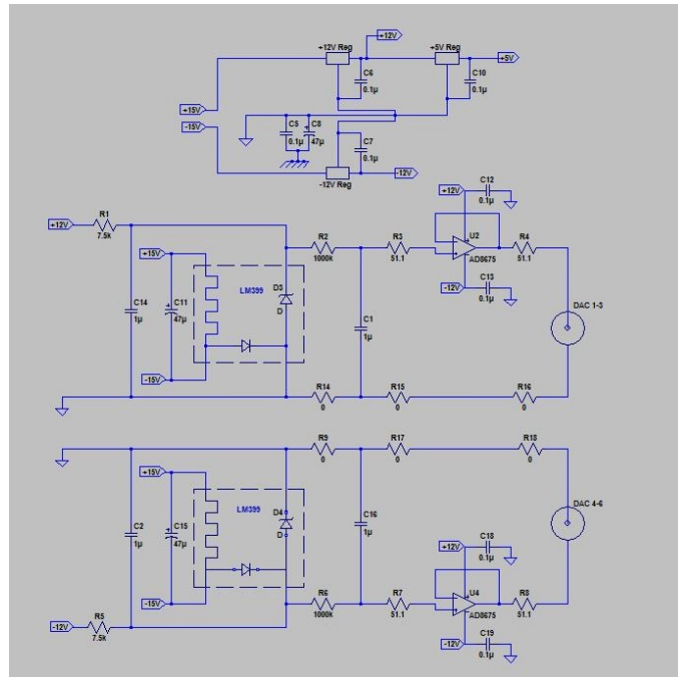 +12V
+12V Reg
+5V Reg
+5V
C6
0.1µ
C10
0.1µ
+15V
-15V
C5
0.1µ
C8
47µ
C7
0.1µ
-12V Reg
-12V
+12V
C12
0.1µ
+12V
R1
7.5k
R2
1000k
R3
51.1
U2
AD8675
R4
51.1
+15V
LM399
D3
D
-12V
C13
0.1µ
DAC 1-3
C14
1µ
C11
47µ
C1
1µ
-15V
R14
0
R15
0
R16
0
R9
0
R17
0
R18
0
+15V
LM399
D4
D
DAC 4-6
C2
1µ
C15
47µ
C16
1µ
+12V
C18
0.1µ
-15V
-12V
R5
7.5k
R6
1000k
R7
51.1
U4
AD8675
R8
51.1
-12V
C19
0.1µ